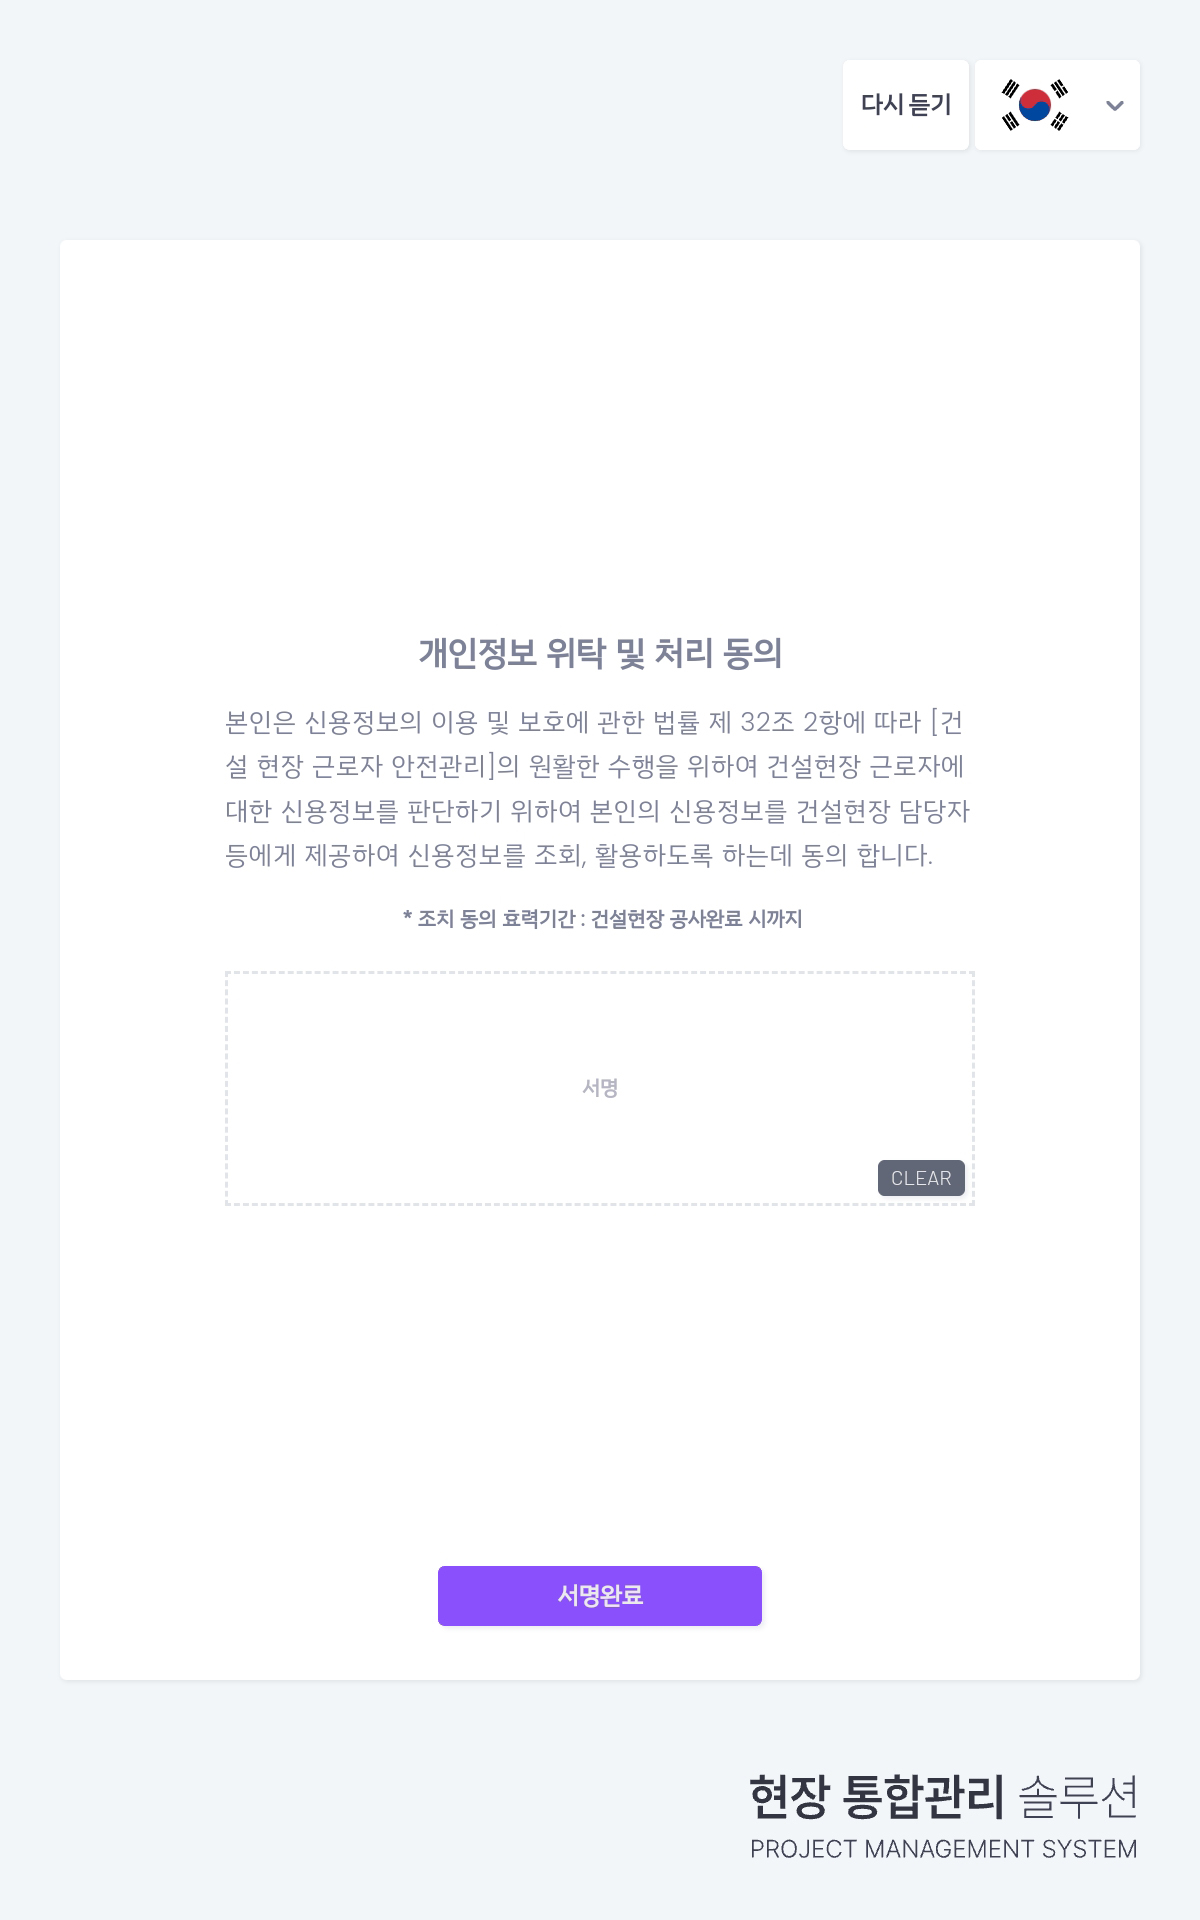 다시 듣기
개인정보 위탁 및 처리 동의
본인은 신용정보의 이용 및 보호에 관한 법률 제 32조 2항에 따라 [건
설 현장 근로자 안전관리]의 원활한 수행을 위하여 건설현장 근로자에
대한 신용정보를 판단하기 위하여 본인의 신용정보를 건설현장 담당자
등에게 제공하여 신용정보를 조회, 활용하도록 하는데 동의 합니다.
* 조치 동의 효력기간 : 건설현장 공사완료 시까지
서명
CLEAR
서명완료
현장 통합관리 솔루션
PROJECT MANAGEMENT SYSTEM